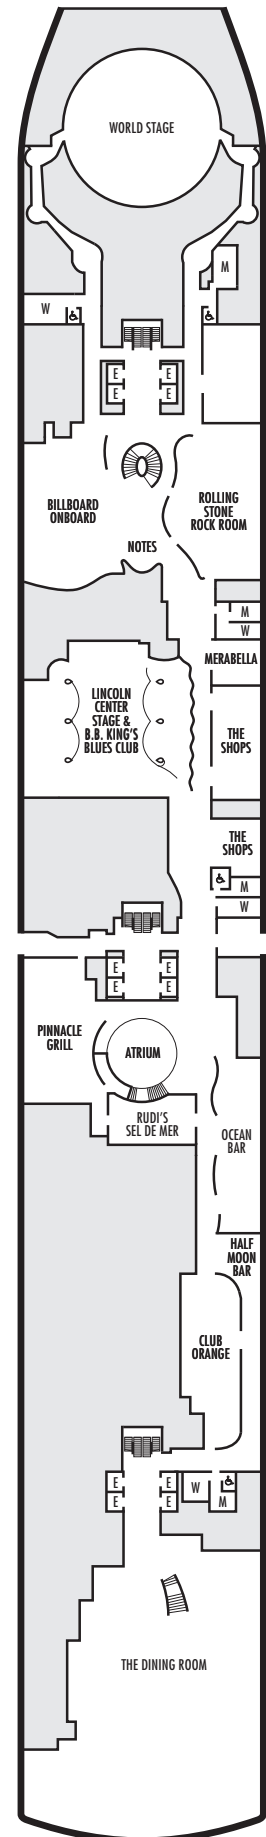 WORLD STAGE
M
W
E
E
E
E
BILLBOARD
ONBOARD
ROLLING
STONE
ROCK ROOM
NOTES
M
W
MERABELLA
LINCOLN
CENTER
STAGE &
B.B. KING'S
BLUES CLUB
THE
SHOPS
THE
SHOPS
M
W
E
E
E
E
PINNACLE
GRILL
ATRIUM
RUDI'S
SEL DE MER
OCEAN
BAR
HALF
MOON
BAR
CLUB
ORANGE
E
E
E
E
W
M
THE DINING ROOM